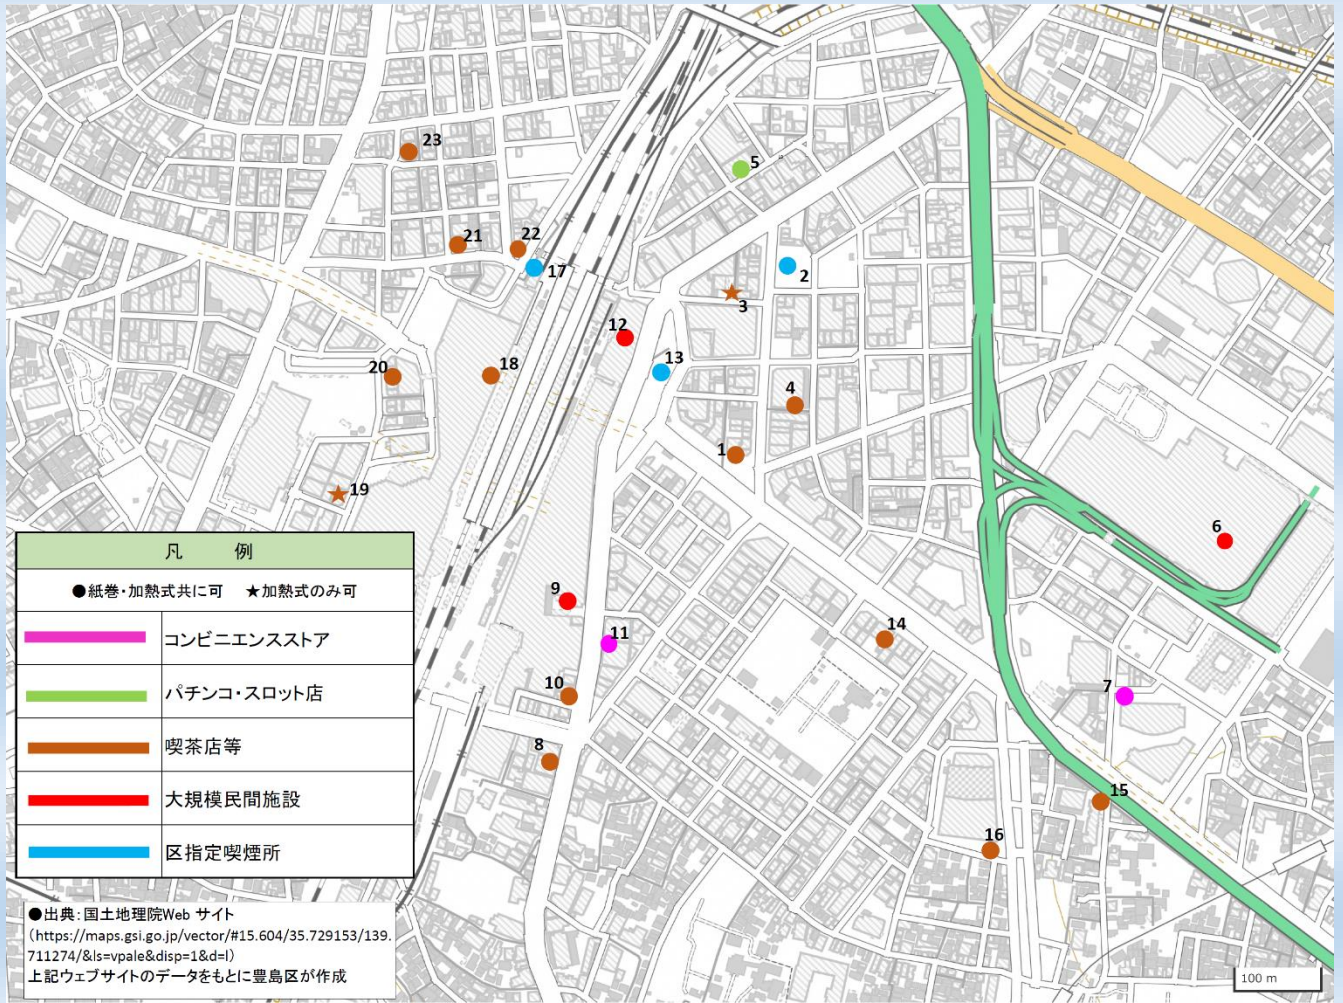 23
5
21
22
17
2
3
12
13
20
18
4
1
19
6
凡　例
●紙巻・加熱式共に可　★加熱式のみ可
コンビニエンスストア
パチンコ・スロット店
喫茶店等
大規模民間施設
区指定喫煙所
9
11
14
10
7
8
15
16
●出典：国土地理院Web サイト
（https://maps.gsi.go.jp/vector/#15.604/35.729153/139.
711274/&ls=vpale&disp=1&d=l）
上記ウェブサイトのデータをもとに豊島区が作成
100 m